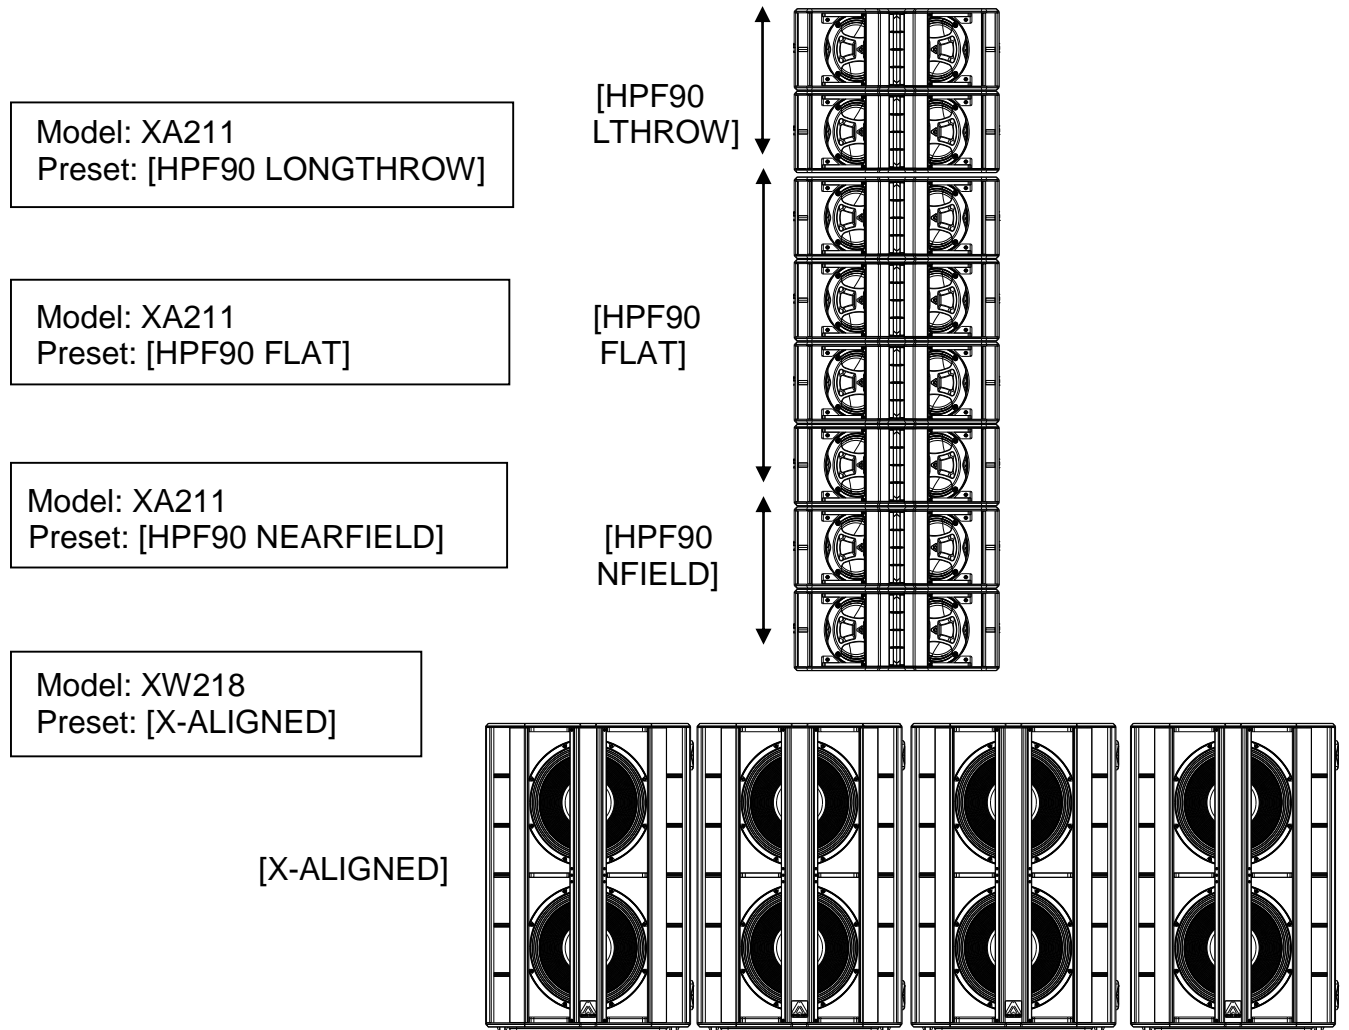 [HPF90
LTHROW]
Model: XA211
Preset: [HPF90 LONGTHROW]
Model: XA211
Preset: [HPF90 FLAT]
[HPF90
FLAT]
Model: XA211
Preset: [HPF90 NEARFIELD]
[HPF90
NFIELD]
Model: XW218
Preset: [X-ALIGNED]
[X-ALIGNED]